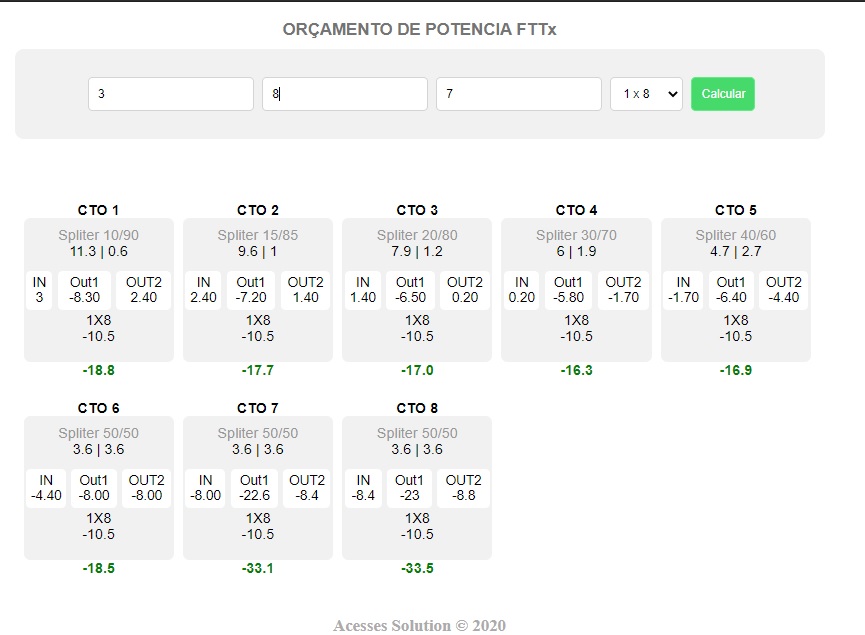 ORÇAMENTO DE POTENCIA FTTx
3 8 7 1 x 8 Calcular
CTO 1 CTO 2 CTO 3 CTO 4 CTO 5
Spliter 10/90 Spliter 15/85 Spliter 20/80 Spliter 30/70 Spliter 40/60
11.3 | 0.6 9.6 | 1 7.9 | 1.2 6 | 1.9 4.7 | 2.7
IN Out1 OUT2 IN Out1 OUT2 IN Out1 OUT2 IN Out1 OUT2 IN Out1 OUT2
3 -8.30 2.40 2.40 -7.20 1.40 1.40 -6.50 0.20 0.20 -5.80 -1.70 -1.70 -6.40 -4.40
1X8 1X8 1X8 1X8 1X8
-10.5 -10.5 -10.5 -10.5 -10.5
-18.8 -17.7 -17.0 -16.3 -16.9
CTO 6 CTO 7 CTO 8
Spliter 50/50 Spliter 50/50 Spliter 50/50
3.6 | 3.6 3.6 | 3.6 3.6 | 3.6
IN Out1 OUT2 IN Out1 OUT2 IN Out1 OUT2
-4.40 -8.00 -8.00 -8.00 -22.6 -8.4 -8.4 -23 -8.8
1X8 1X8 1X8
-10.5 -10.5 -10.5
-18.5 -33.1 -33.5
Acesses Solution © 2020